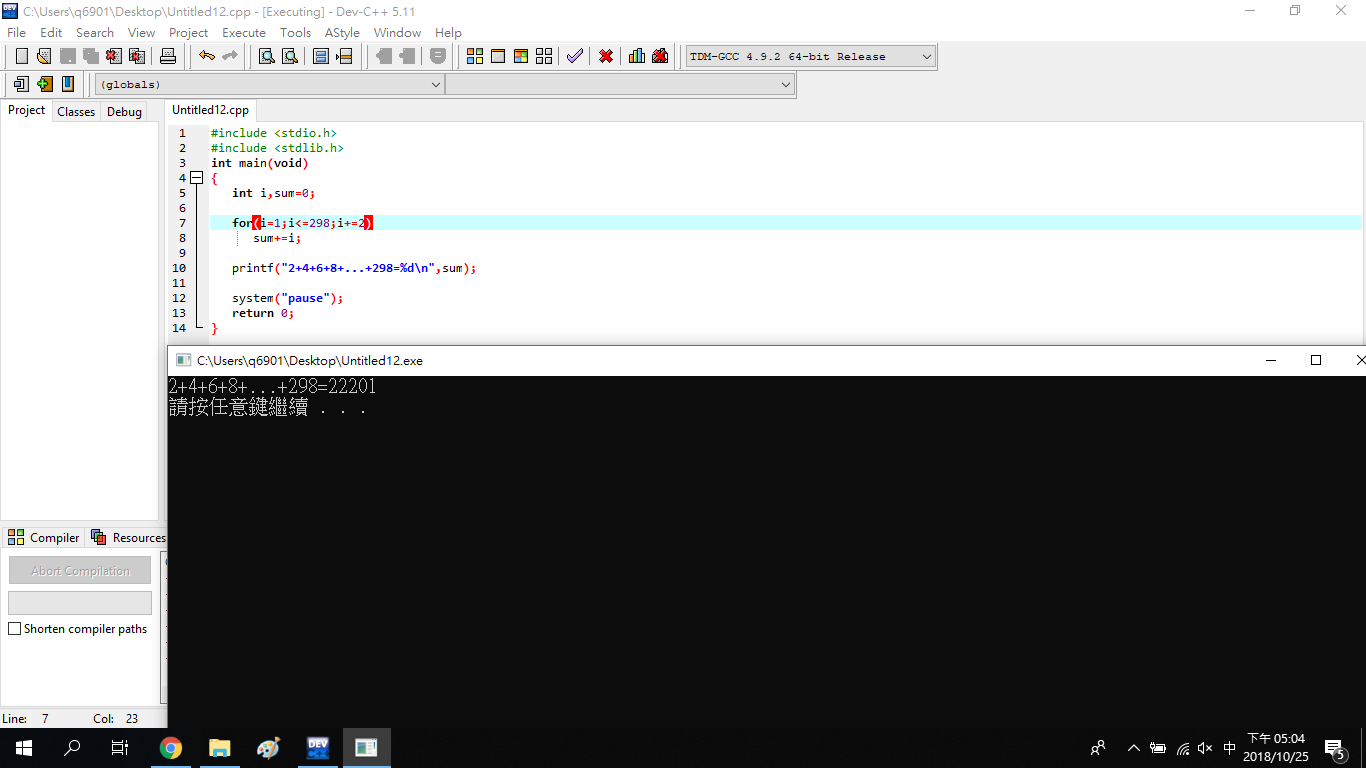 C:\Users\q6901\Desktop\Untitled12.cpp - [Executing] - Dev-C++ 5.11
File Edit Search View Project Execute Tools AStyle Window Help
TDM-GCC 4.9.2 64-bit Release
(globals)
Project Classes Debug
Untitled12.cpp
1 #include <stdio.h>
2 #include <stdlib.h>
3 int main(void)
4 {
5 int i,sum=0;
6
7 for(i=1;i<=298;i+=2)
8 sum+=i;
9
10 printf("2+4+6+8+...+298=%d\n",sum);
11
12 system("pause");
13 return 0;
14 }
C:\Users\q6901\Desktop\Untitled12.exe
2+4+6+8+...+298=22201
請按任意鍵繼續 . . .
Compiler Resources
Abort Compilation
Shorten compiler paths
Line: 7 Col: 23
DEV C++
中
下午 05:04
2018/10/25
5